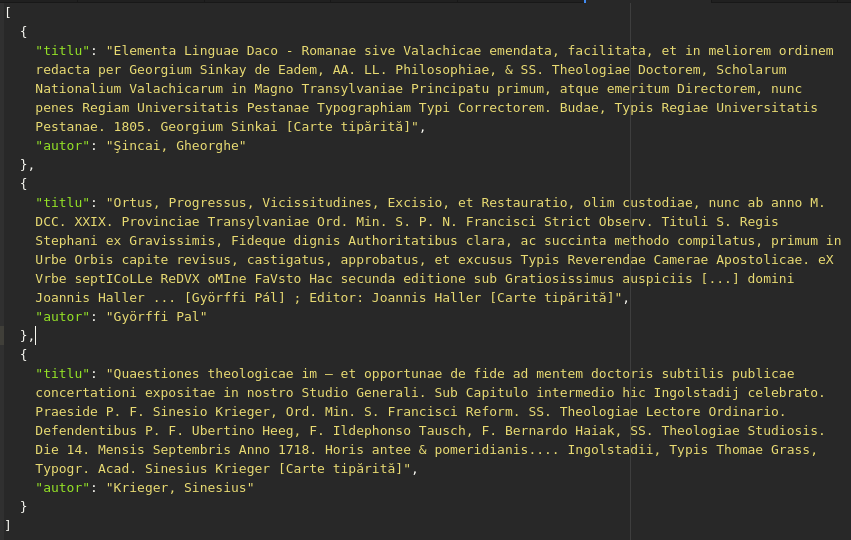 [
  {
    "titlu": "Elementa Linguae Daco - Romanae sive Valachicae emendata, facilitata, et in meliorem ordinem
    redacta per Georgium Sinkay de Eadem, AA. LL. Philosophiae, & SS. Theologiae Doctorem, Scholarum
    Nationalium Valachicarum in Magno Transylvaniae Principatu primum, atque emeritum Directorem, nunc
    penes Regiam Universitatis Pestanae Typographiam Typi Correctorem. Budae, Typis Regiae Universitatis
    Pestanae. 1805. Georgium Sinkai [Carte tipărită]",
    "autor": "Şincai, Gheorghe"
  },
  {
    "titlu": "Ortus, Progressus, Vicissitudines, Excisio, et Restauratio, olim custodiae, nunc ab anno M.
    DCC. XXIX. Provinciae Transylvaniae Ord. Min. S. P. N. Francisci Strict Observ. Tituli S. Regis
    Stephani ex Gravissimis, Fideque dignis Authoritatibus clara, ac succinta methodo compilatus, primum in
    Urbe Orbis capite revisus, castigatus, approbatus, et excusus Typis Reverendae Camerae Apostolicae. eX
    Vrbe septICoLLe ReDVX oMIne FaVsto Hac secunda editione sub Gratiosissimus auspiciis [...] domini
    Joannis Haller ... [Györffi Pál] ; Editor: Joannis Haller [Carte tipărită]",
    "autor": "Györffi Pal"
  },
  {
    "titlu": "Quaestiones theologicae im – et opportunae de fide ad mentem doctoris subtilis publicae
    concertationi expositae in nostro Studio Generali. Sub Capitulo intermedio hic Ingolstadij celebrato.
    Praeside P. F. Sinesio Krieger, Ord. Min. S. Francisci Reform. SS. Theologiae Lectore Ordinario.
    Defendentibus P. F. Ubertino Heeg, F. Ildephonso Tausch, F. Bernardo Haiak, SS. Theologiae Studiosis.
    Die 14. Mensis Septembris Anno 1718. Horis antee & pomeridianis.... Ingolstadii, Typis Thomae Grass,
    Typogr. Acad. Sinesius Krieger [Carte tipărită]",
    "autor": "Krieger, Sinesius"
  }
]